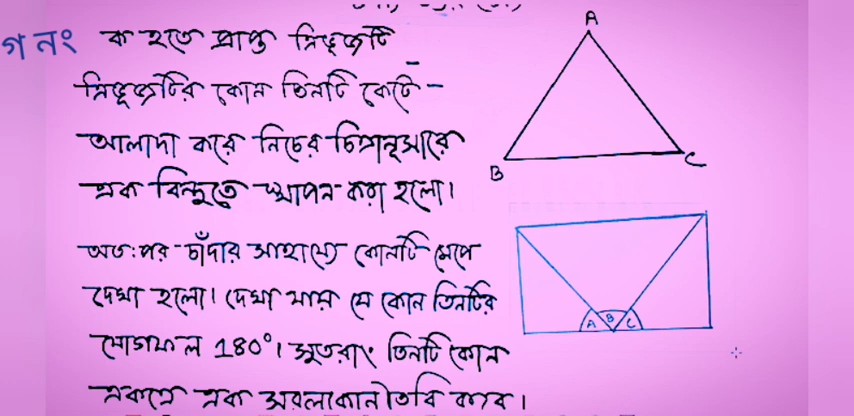 গ নং ক হতে প্রাপ্ত ত্রিভূজটি -
ত্রিভূজটির কোন তিনটি কেটে -
আলাদা করে নিচের চিত্রানূসারে
এক বিন্দুতে স্থাপন করা হলো।
অতঃপর চাঁদার সাহায্যে কোনটি মেপে
দেখা হলো। দেখা যায় যে কোন তিনটির
যোগফল 180°। সুতরাং তিনটি কোন
একত্রে এক সরলকোন তৈরি করে।
A
B
C
A B C